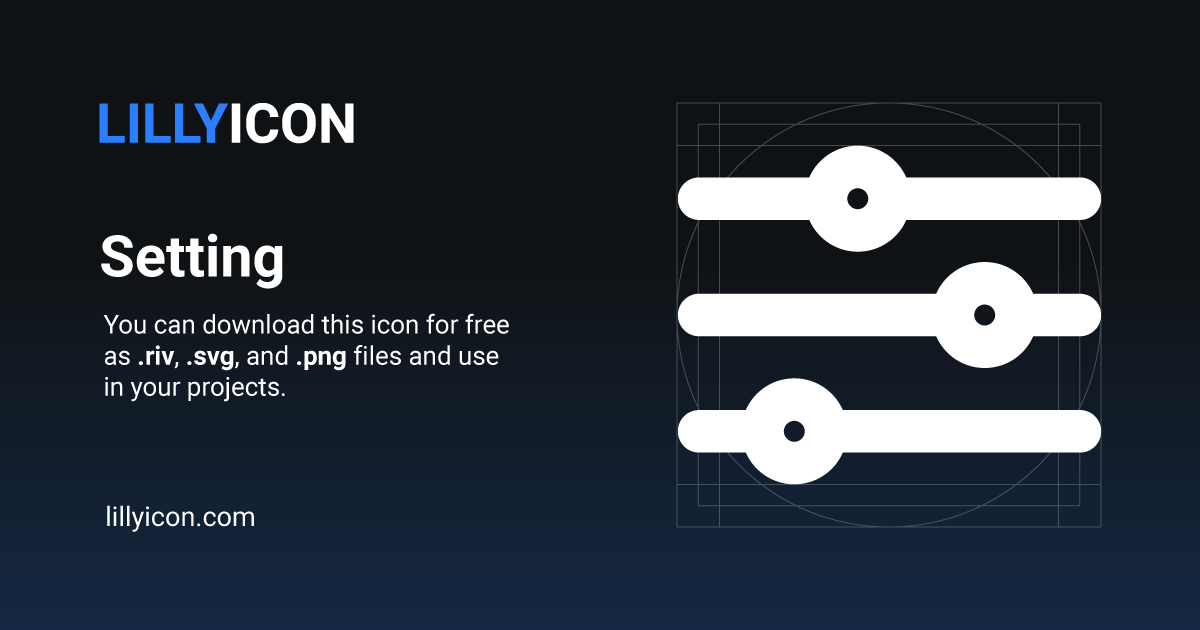 LILLYICON
Setting
You can download this icon for free
as .riv, .svg, and .png files and use
in your projects.
lillyicon.com